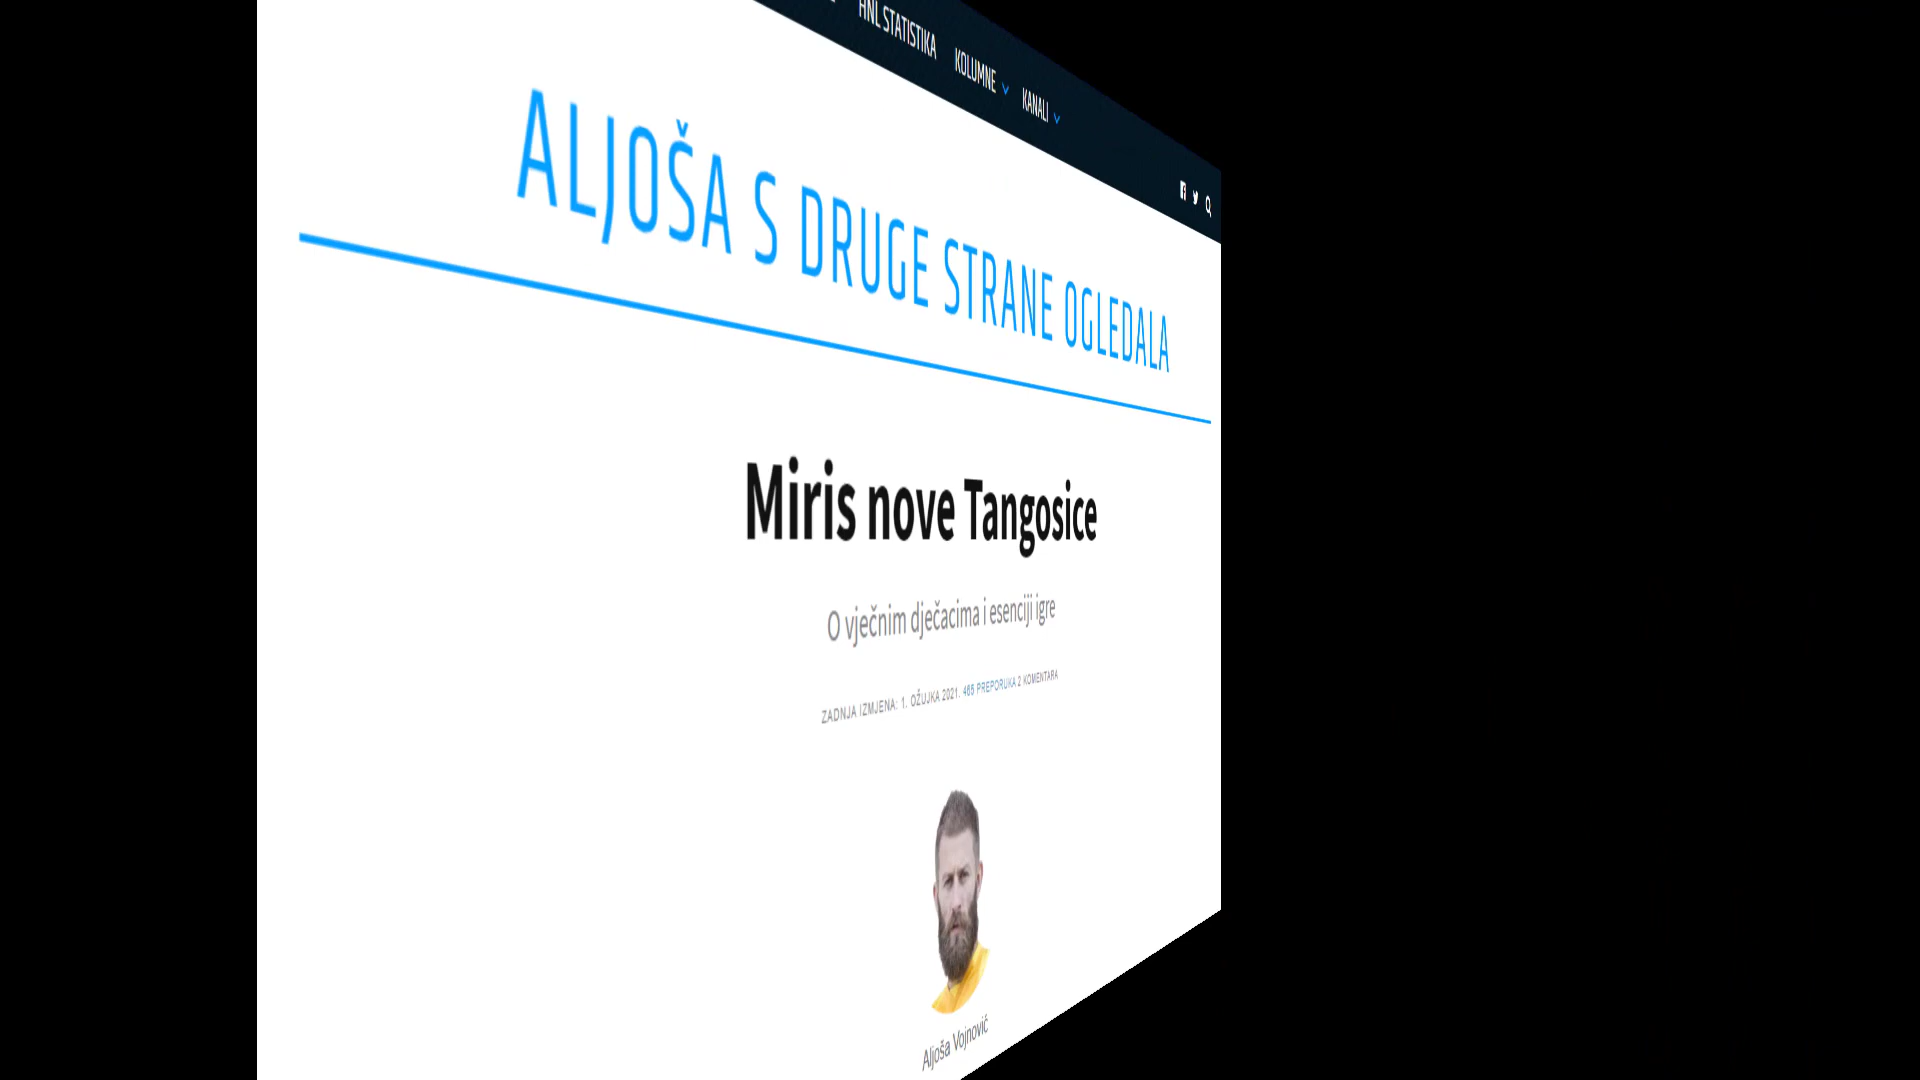 HNL STATISTIKA KOLUMNE KANALI
ALJOŠA S DRUGE STRANE OGLEDALA
Miris nove Tangosice
O vječnim dječacima i esenciji igre
ZADNJA IZMJENA: 1. OŽUJKA 2021. 465 PREPORUKA 2 KOMENTARA
Aljoša Vojnović